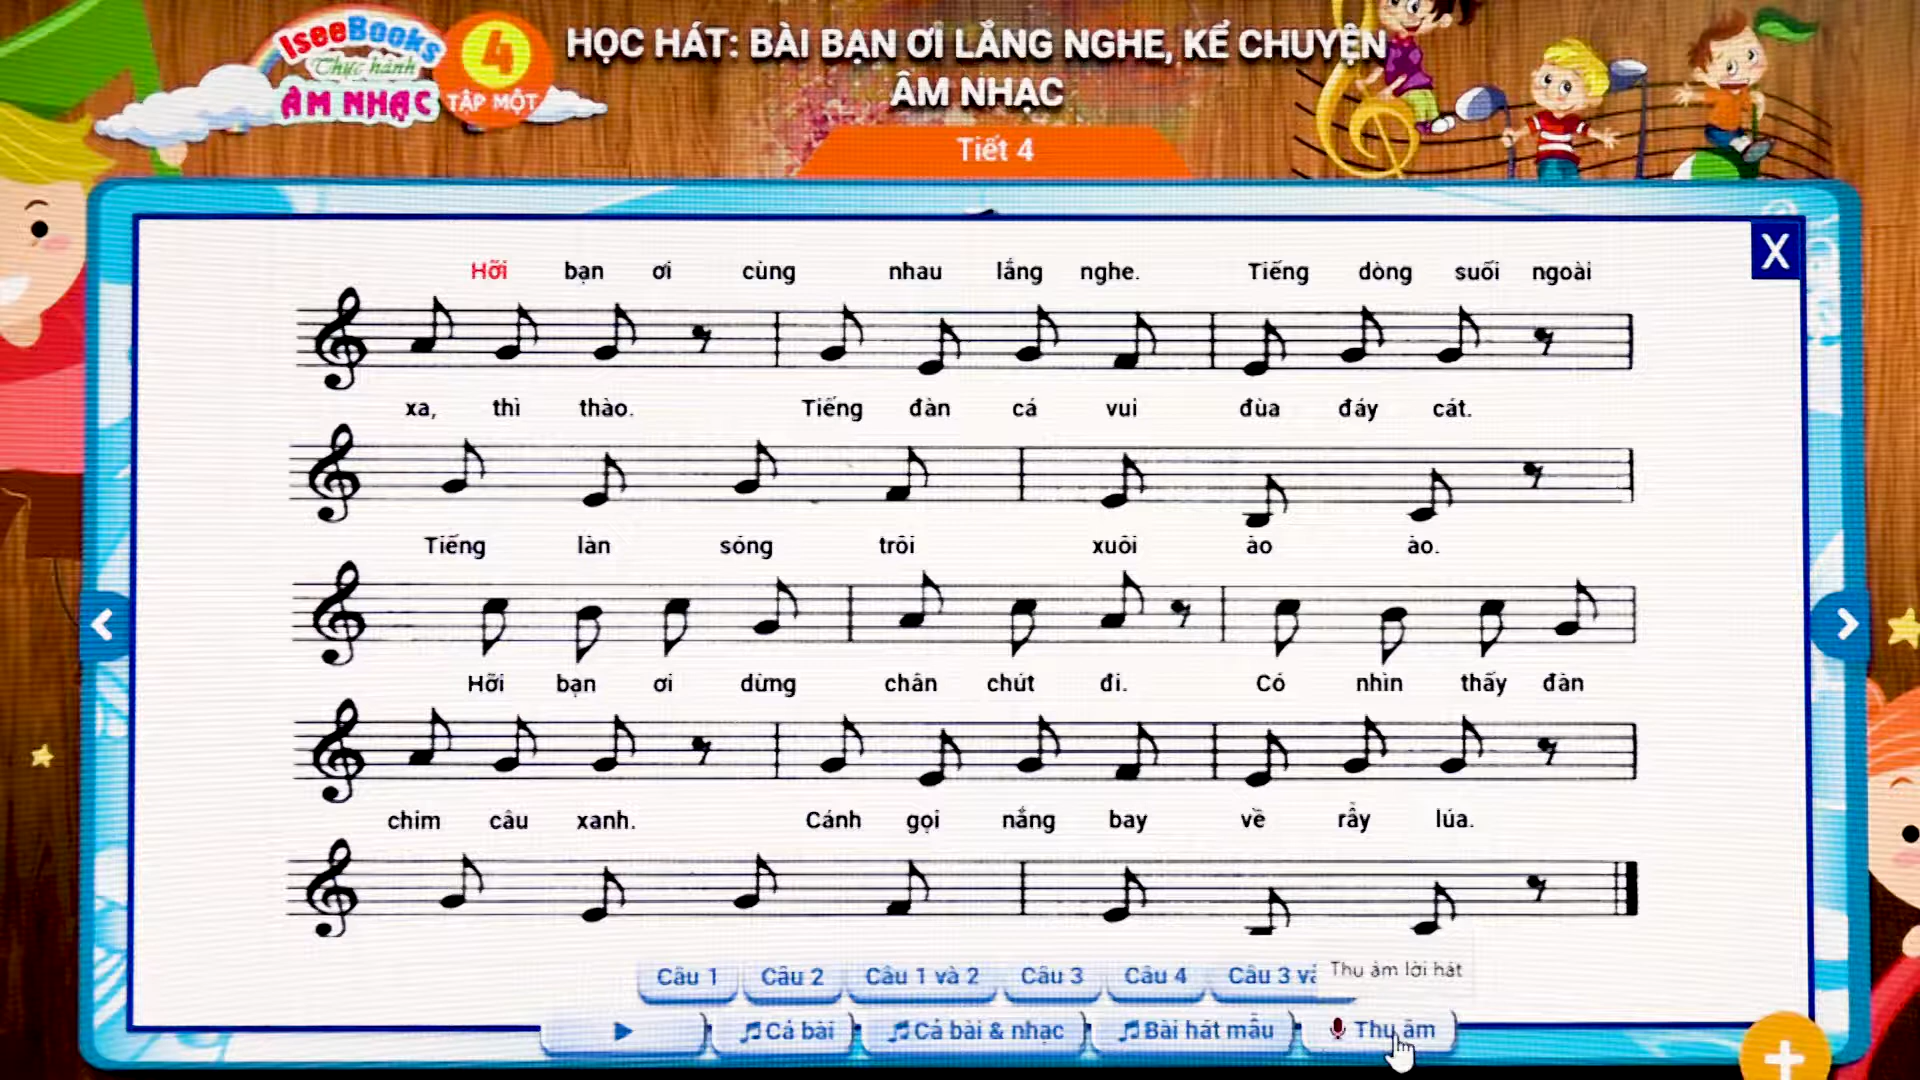 IseeBooks
Thực hành
ÂM NHẠC
4
TẬP MỘT
HỌC HÁT: BÀI BẠN ƠI LẮNG NGHE, KỂ CHUYỆN
ÂM NHẠC
Tiết 4
X
Hỡi bạn ơi cùng nhau lắng nghe. Tiếng dòng suối ngoài
xa, thì thào. Tiếng đàn cá vui đùa đáy cát.
Tiếng làn sóng trôi xuôi ào ào.
Hỡi bạn ơi dừng chân chút đi. Có nhìn thấy đàn
chim câu xanh. Cánh gọi nắng bay về rẫy lúa.
Câu 1 Câu 2 Câu 1 và 2 Câu 3 Câu 4 Câu 3 và
Thu âm lời hát
Cả bài Cả bài & nhạc Bài hát mẫu Thu âm